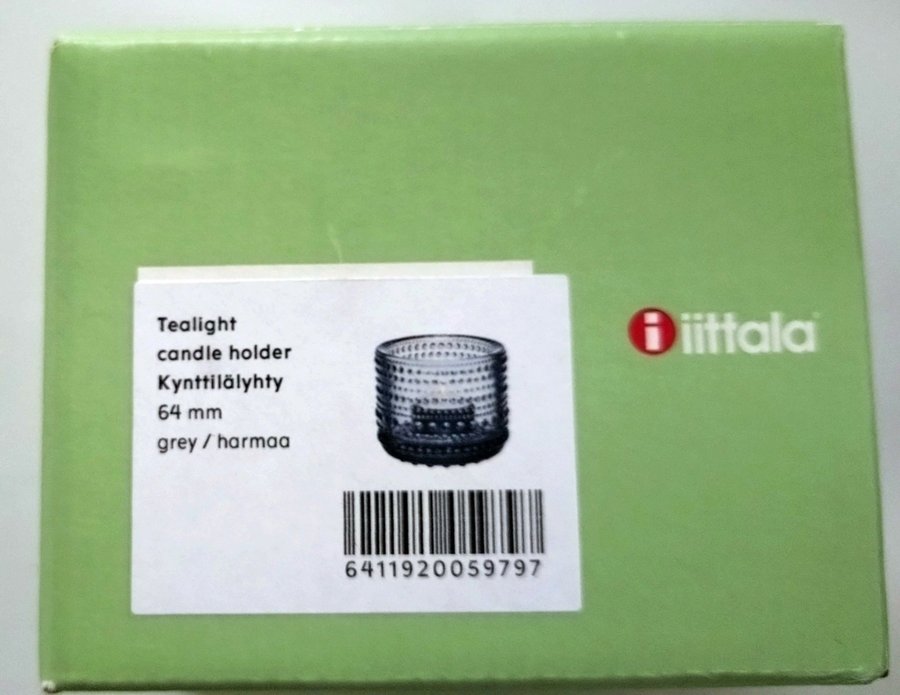 Tealight
candle holder
Kynttilälyhty
64 mm
grey / harmaa
6411920059797
i iittala